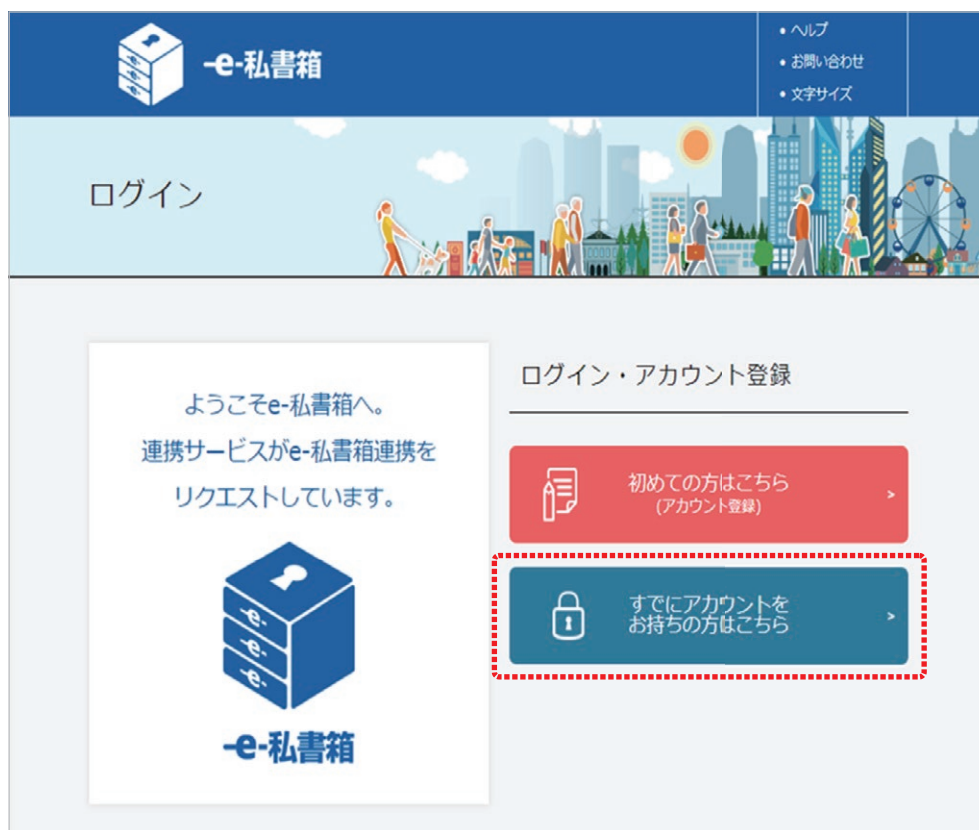 -e-私書箱
• ヘルプ
• お問い合わせ
• 文字サイズ
ログイン
ようこそe-私書箱へ。
連携サービスがe-私書箱連携を
リクエストしています。
-e-
-e-
-e-
-e-私書箱
ログイン・アカウント登録
初めての方はこちら
(アカウント登録)
>
すでにアカウントを
お持ちの方はこちら
>